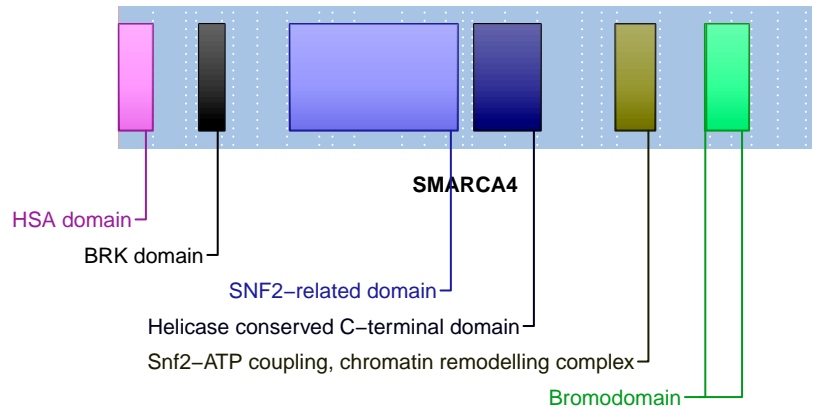 SMARCA4
HSA domain
BRK domain
SNF2−related domain
Helicase conserved C−terminal domain
Snf2−ATP coupling, chromatin remodelling complex
Bromodomain